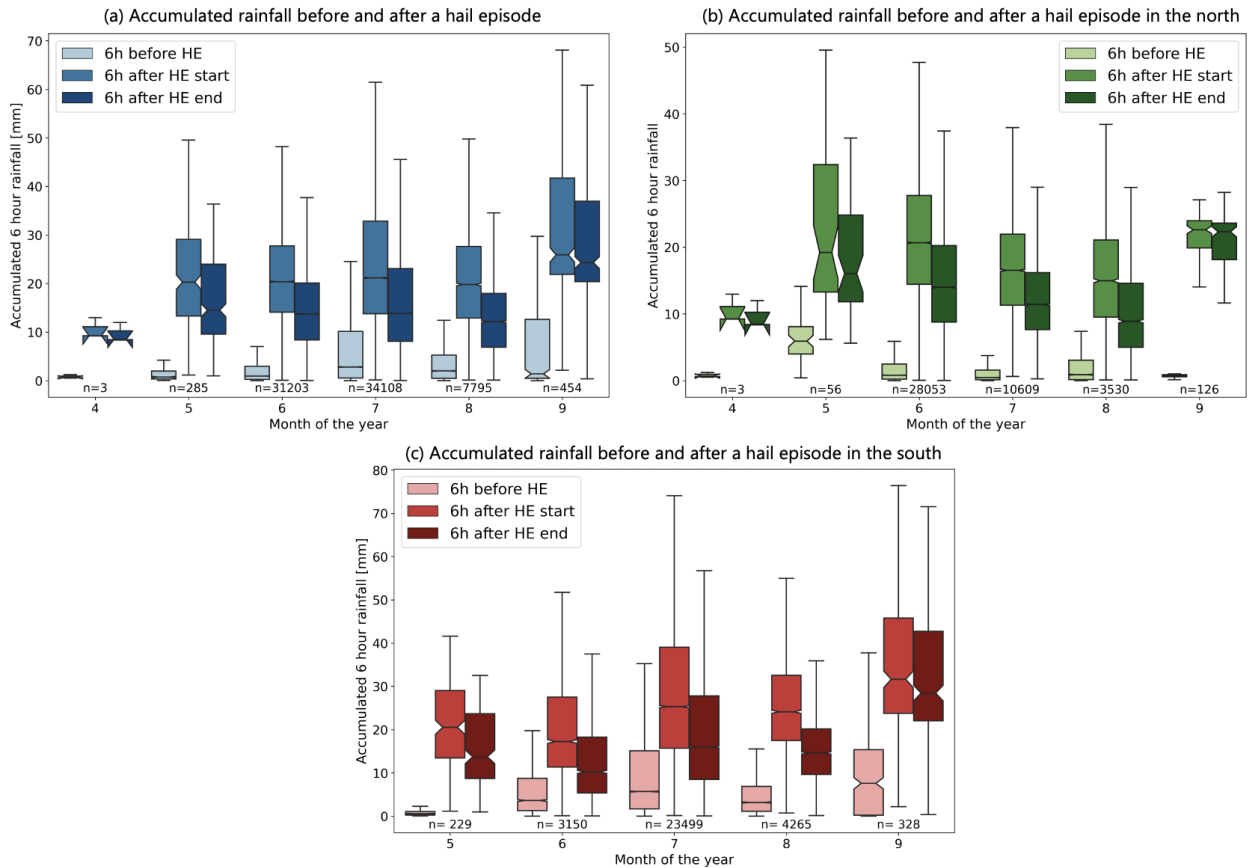 (a) Accumulated rainfall before and after a hail episode
Accumulated 6 hour rainfall [mm]
70
60
50
40
30
20
10
0
6h before HE
6h after HE start
6h after HE end
n=3 n=285 n=31203 n=34108 n=7795 n=454
4 5 6 7 8 9
Month of the year
(b) Accumulated rainfall before and after a hail episode in the north
Accumulated 6 hour rainfall
50
40
30
20
10
0
6h before HE
6h after HE start
6h after HE end
n=3 n=56 n=28053 n=10609 n=3530 n=126
4 5 6 7 8 9
Month of the year
(c) Accumulated rainfall before and after a hail episode in the south
Accumulated 6 hour rainfall [mm]
80
70
60
50
40
30
20
10
0
6h before HE
6h after HE start
6h after HE end
n= 229 n= 3150 n= 23499 n= 4265 n= 328
5 6 7 8 9
Month of the year